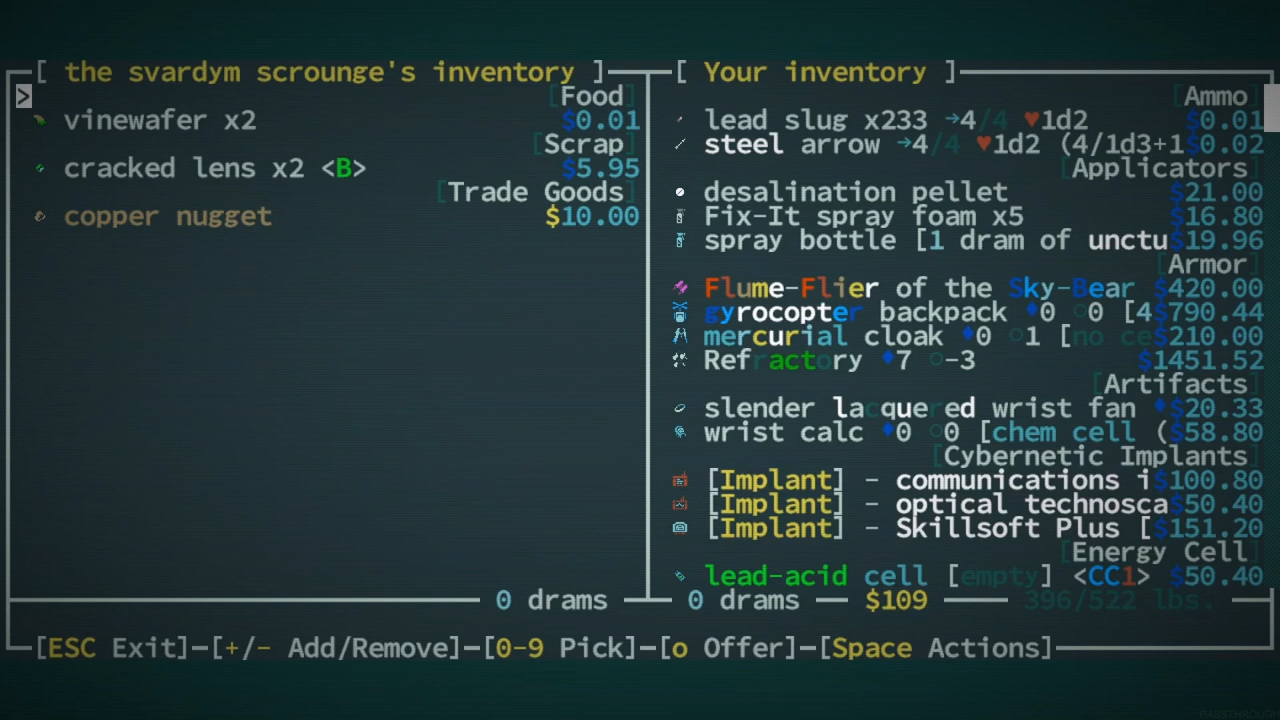 [ the svardym scrounge's inventory ]
[Food]
vinewafer x2 $0.01
[Scrap]
cracked lens x2 <B> $5.95
[Trade Goods]
copper nugget $10.00
0 drams
[ Your inventory ]
[Ammo]
lead slug x233 →4/4 ♥1d2 $0.01
steel arrow →4/4 ♥1d2 (4/1d3+1 $0.02
[Applicators]
desalination pellet $21.00
Fix-It spray foam x5 $16.80
spray bottle [1 dram of unctu $19.96
[Armor]
Flume-Flier of the Sky-Bear $420.00
gyrocopter backpack ♦0 ○0 [4 $790.44
mercurial cloak ♦0 ○1 [no ce $210.00
Refractory ♦7 ○-3 $1451.52
[Artifacts]
slender lacquered wrist fan ♦ $20.33
wrist calc ♦0 ○0 [chem cell ( $58.80
[Cybernetic Implants]
[Implant] - communications i $100.80
[Implant] - optical technosca $50.40
[Implant] - Skillsoft Plus [ $151.20
[Energy Cell]
lead-acid cell [empty] <CC1> $50.40
0 drams $109 396/522 lbs.
[ESC Exit]-[+/- Add/Remove]-[0-9 Pick]-[o Offer]-[Space Actions]